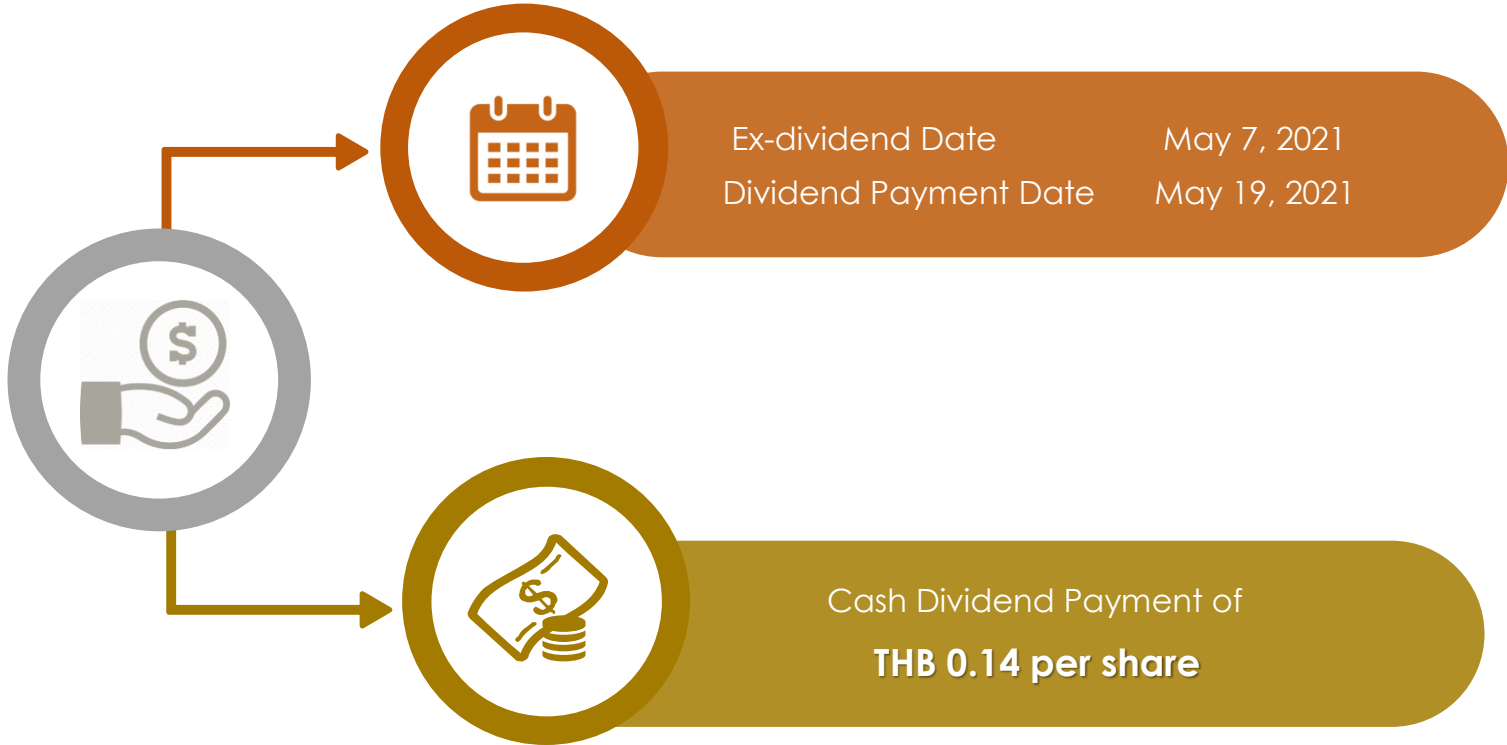 Ex-dividend Date May 7, 2021
Dividend Payment Date May 19, 2021
$
$
Cash Dividend Payment of
THB 0.14 per share